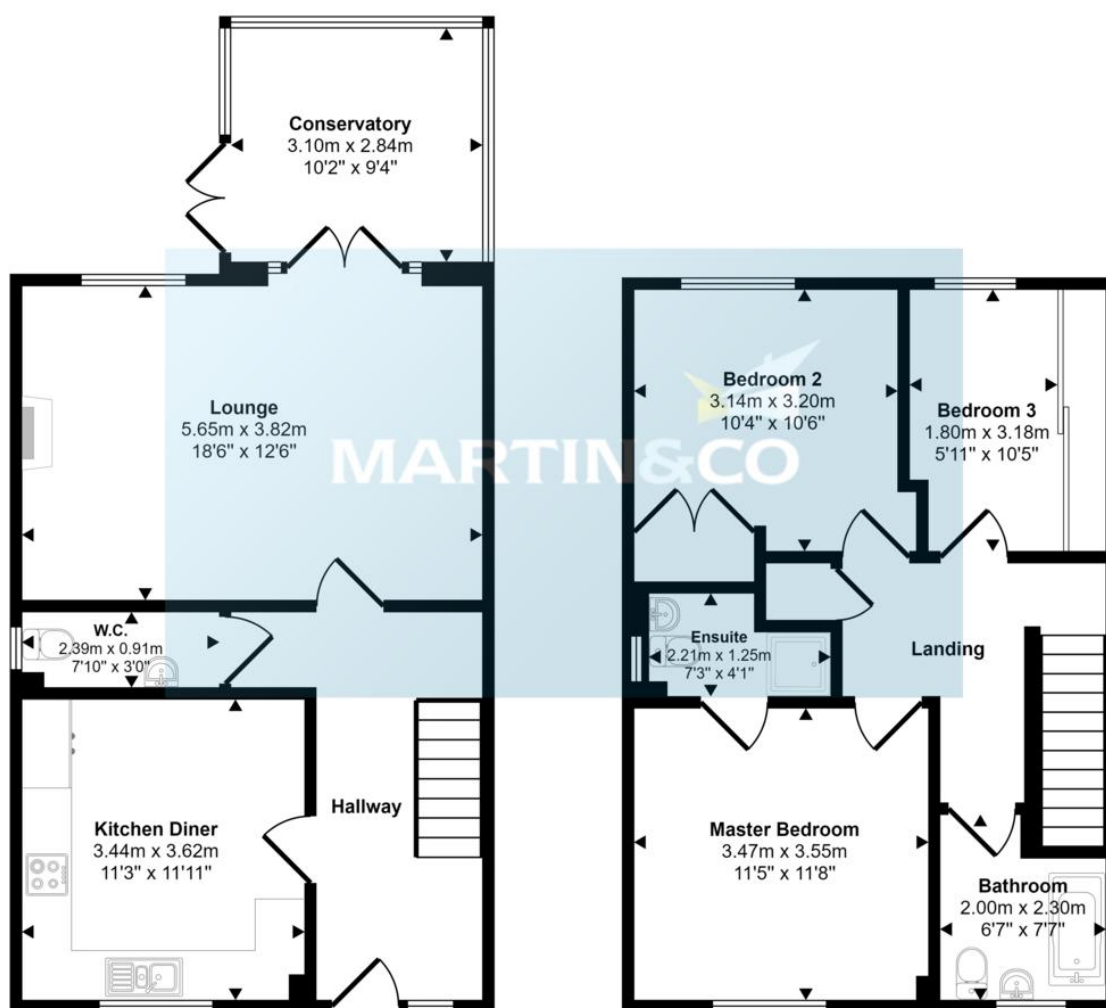 Conservatory
3.10m x 2.84m
10'2" x 9'4"
Lounge
5.65m x 3.82m
18'6" x 12'6"
W.C.
2.39m x 0.91m
7'10" x 3'0"
Kitchen Diner
3.44m x 3.62m
11'3" x 11'11"
Hallway
Bedroom 2
3.14m x 3.20m
10'4" x 10'6"
Bedroom 3
1.80m x 3.18m
5'11" x 10'5"
MARTIN&CO
Ensuite
2.21m x 1.25m
7'3" x 4'1"
Landing
Master Bedroom
3.47m x 3.55m
11'5" x 11'8"
Bathroom
2.00m x 2.30m
6'7" x 7'7"